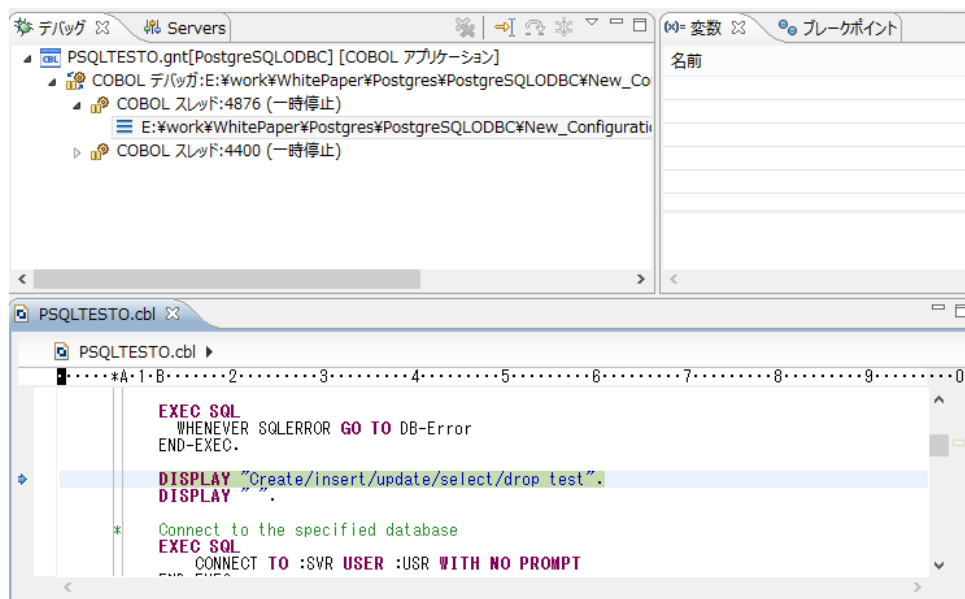 デバッグ Servers
(x)= 変数 ブレークポイント
PSQLTESTO.gnt[PostgreSQLODBC] [COBOL アプリケーション]
COBOL デバッガ:E:¥work¥WhitePaper¥Postgres¥PostgreSQLODBC¥New_Co
COBOL スレッド:4876 (一時停止)
E:¥work¥WhitePaper¥Postgres¥PostgreSQLODBC¥New_Configurati
COBOL スレッド:4400 (一時停止)
名前
PSQLTESTO.cbl
PSQLTESTO.cbl
*A·1·B·······2·········3·········4·········5·········6·········7·········8·········9·········0
EXEC SQL
WHENEVER SQLERROR GO TO DB-Error
END-EXEC.
DISPLAY "Create/insert/update/select/drop test".
DISPLAY " ".
* Connect to the specified database
EXEC SQL
CONNECT TO :SVR USER :USR WITH NO PROMPT